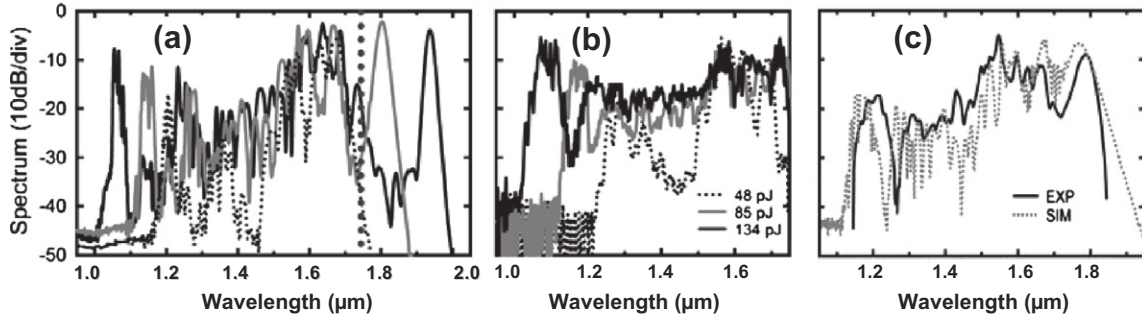 (a)
(b)
(c)
Spectrum (10dB/div)
0
-10
-20
-30
-40
-50
1.0 1.2 1.4 1.6 1.8 2.0
Wavelength (µm)
48 pJ
85 pJ
134 pJ
1.0 1.2 1.4 1.6
Wavelength (µm)
EXP
SIM
1.2 1.4 1.6 1.8
Wavelength (µm)